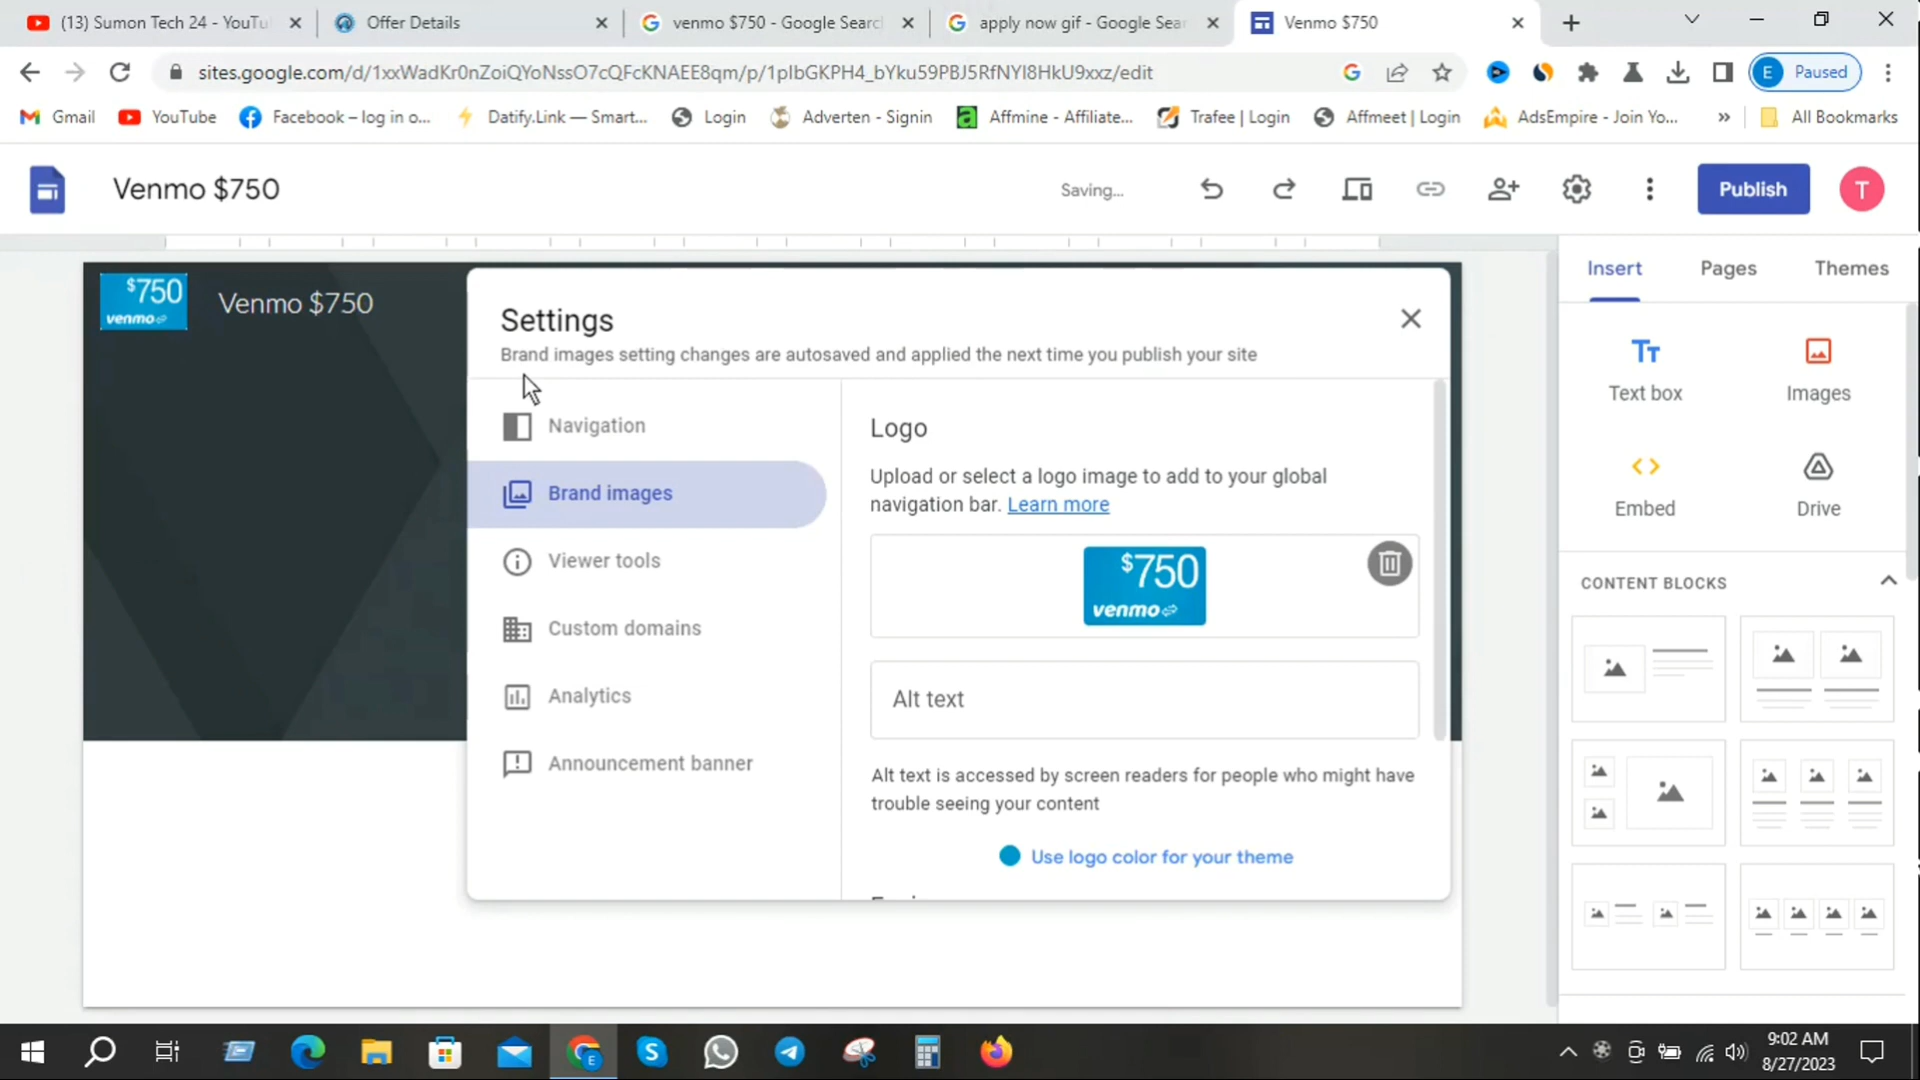 (13) Sumon Tech 24 - YouTu
Offer Details
venmo $750 - Google Search
apply now gif - Google Sear
Venmo $750
sites.google.com/d/1xxWadKr0nZoiQYoNssO7cQFcKNAEE8qm/p/1plbGKPH4_bYku59PBJ5RfNYI8HkU9xxz/edit
E
Paused
Gmail
YouTube
Facebook – log in o...
Datify.Link — Smart...
Login
Adverten - Signin
Affmine - Affiliate...
Trafee | Login
Affmeet | Login
AdsEmpire - Join Yo...
»
All Bookmarks
Venmo $750
Saving...
Publish
T
$750
venmo
Venmo $750
Settings
Brand images setting changes are autosaved and applied the next time you publish your site
Navigation
Brand images
Viewer tools
Custom domains
Analytics
Announcement banner
Logo
Upload or select a logo image to add to your global
navigation bar. Learn more
$750
venmo
Alt text
Alt text is accessed by screen readers for people who might have
trouble seeing your content
Use logo color for your theme
Insert
Pages
Themes
Text box
Images
Embed
Drive
CONTENT BLOCKS
9:02 AM
8/27/2023